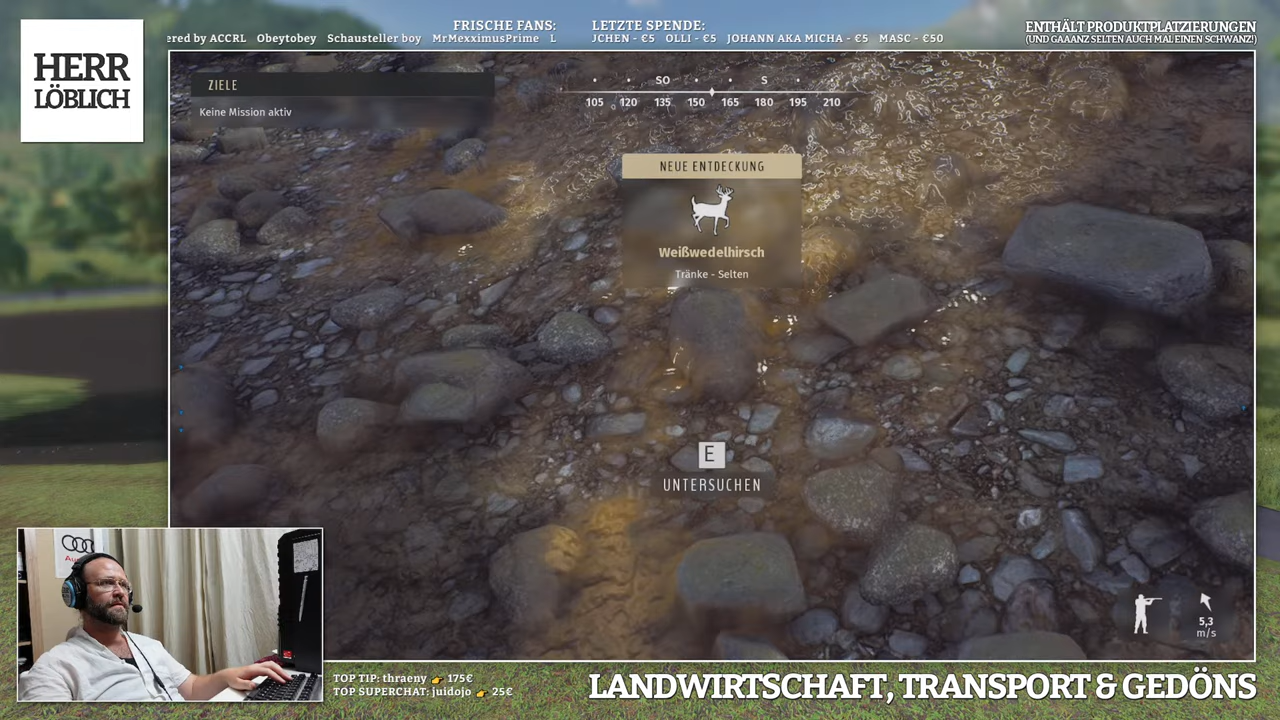 HERR
LÖBLICH
FRISCHE FANS:
ered by ACCRL Obeytobey Schausteller boy MrMexximusPrime L
LETZTE SPENDE:
JCHEN - €5 OLLI - €5 JOHANN AKA MICHA - €5 MASC - €50
ENTHÄLT PRODUKTPLATZIERUNGEN
(UND GAAANZ SELTEN AUCH MAL EINEN SCHWANZ!)
ZIELE
Keine Mission aktiv
SO S
105 120 135 150 165 180 195 210
NEUE ENTDECKUNG
Weißwedelhirsch
Tränke - Selten
E
UNTERSUCHEN
5,3
m/s
TOP TIP: thraeny 👉 175€
TOP SUPERCHAT: juidojo 👉 25€
LANDWIRTSCHAFT, TRANSPORT & GEDÖNS